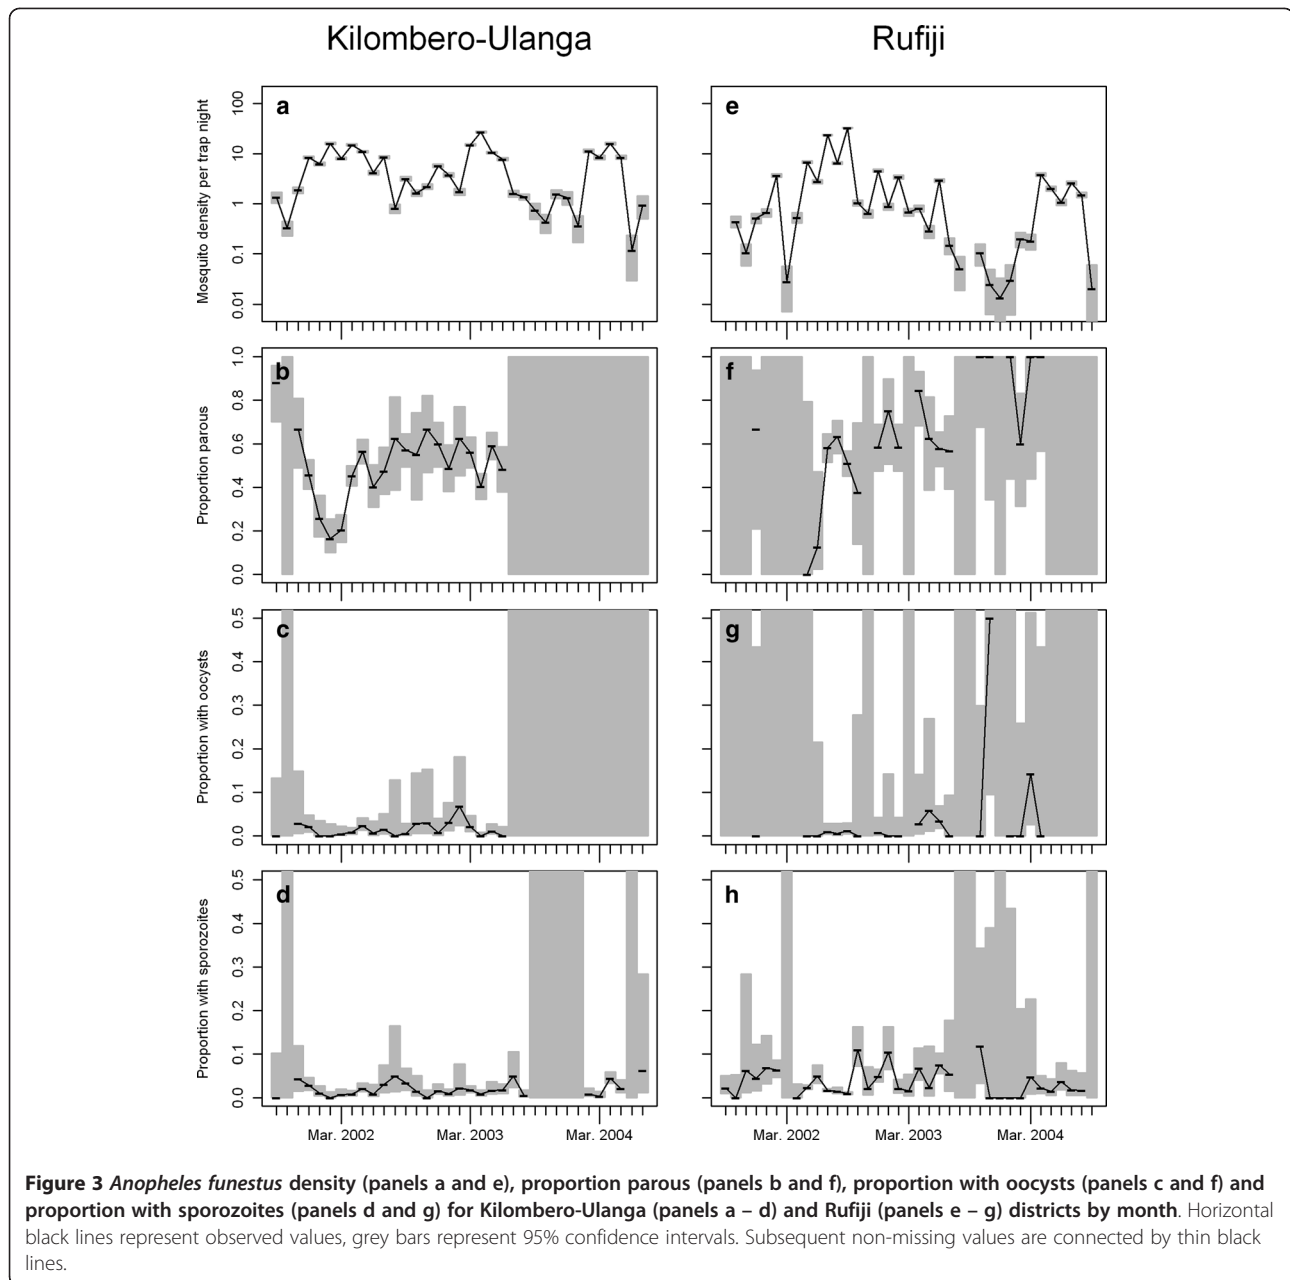 Kilombero-Ulanga
Rufiji
Mosquito density per trap night
100
10
1
0.1
0.01
a
e
Proportion parous
1.0
0.8
0.6
0.4
0.2
0.0
b
f
Proportion with oocysts
0.5
0.4
0.3
0.2
0.1
0.0
c
g
Proportion with sporozoites
0.5
0.4
0.3
0.2
0.1
0.0
d
h
Mar. 2002
Mar. 2003
Mar. 2004
Mar. 2002
Mar. 2003
Mar. 2004
Figure 3 Anopheles funestus density (panels a and e), proportion parous (panels b and f), proportion with oocysts (panels c and f) and
proportion with sporozoites (panels d and g) for Kilombero-Ulanga (panels a – d) and Rufiji (panels e – g) districts by month. Horizontal
black lines represent observed values, grey bars represent 95% confidence intervals. Subsequent non-missing values are connected by thin black
lines.